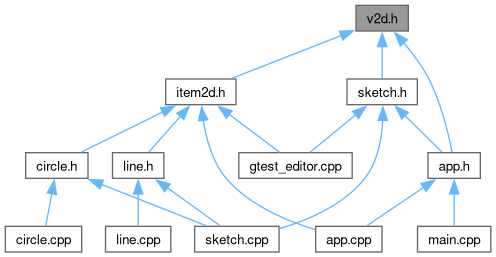 v2d.h
item2d.h
sketch.h
circle.h
line.h
gtest_editor.cpp
app.h
circle.cpp
line.cpp
sketch.cpp
app.cpp
main.cpp